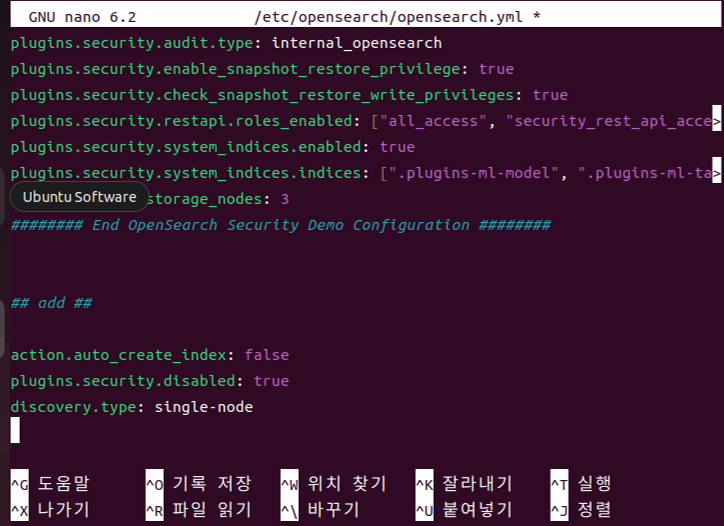 GNU nano 6.2 /etc/opensearch/opensearch.yml *
plugins.security.audit.type: internal_opensearch
plugins.security.enable_snapshot_restore_privilege: true
plugins.security.check_snapshot_restore_write_privileges: true
plugins.security.restapi.roles_enabled: ["all_access", "security_rest_api_acce>
plugins.security.system_indices.enabled: true
plugins.security.system_indices.indices: [".plugins-ml-model", ".plugins-ml-ta>
Ubuntu Software
storage_nodes: 3
######## End OpenSearch Security Demo Configuration ########
## add ##
action.auto_create_index: false
plugins.security.disabled: true
discovery.type: single-node
^G 도움말 ^O 기록 저장 ^W 위치 찾기 ^K 잘라내기 ^T 실행
^X 나가기 ^R 파일 읽기 ^\ 바꾸기 ^U 붙여넣기 ^J 정렬